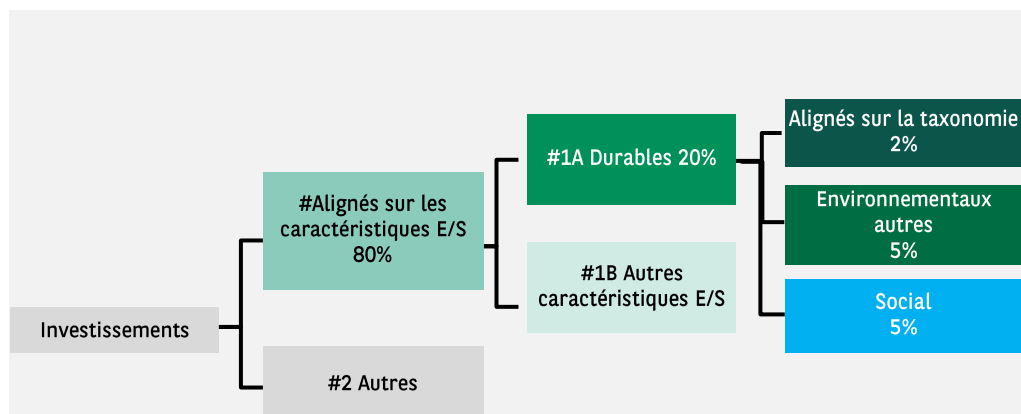 Investissements
#Alignés sur les
caractéristiques E/S
80%
#2 Autres
#1A Durables 20%
#1B Autres
caractéristiques E/S
Alignés sur la taxonomie
2%
Environnementaux
autres
5%
Social
5%